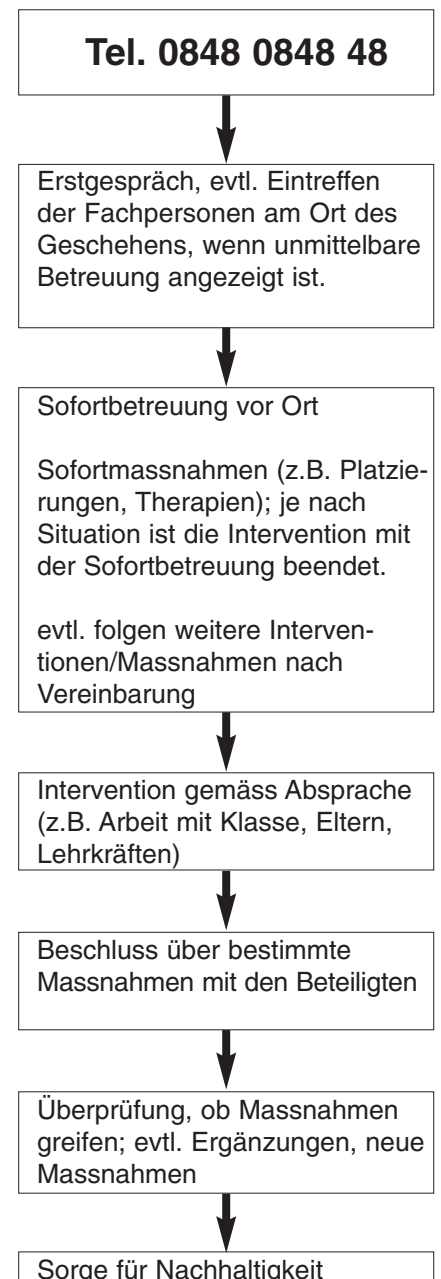 Tel. 0848 0848 48
Erstgespräch, evtl. Eintreffen
der Fachpersonen am Ort des
Geschehens, wenn unmittelbare
Betreuung angezeigt ist.
Sofortbetreuung vor Ort
Sofortmassnahmen (z.B. Platzie-
rungen, Therapien); je nach
Situation ist die Intervention mit
der Sofortbetreuung beendet.
evtl. folgen weitere Interven-
tionen/Massnahmen nach
Vereinbarung
Intervention gemäss Absprache
(z.B. Arbeit mit Klasse, Eltern,
Lehrkräften)
Beschluss über bestimmte
Massnahmen mit den Beteiligten
Überprüfung, ob Massnahmen
greifen; evtl. Ergänzungen, neue
Massnahmen
Sorge für Nachhaltigkeit